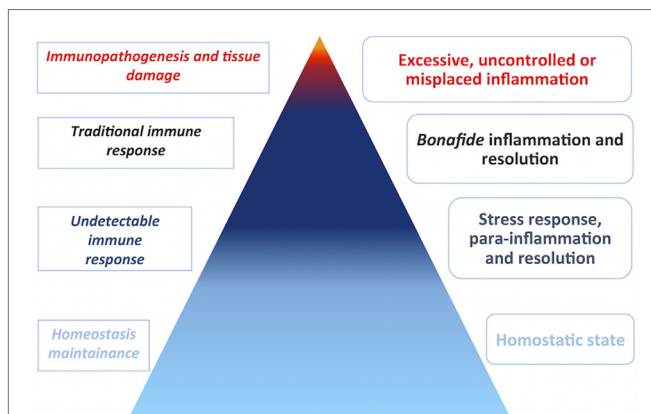 Immunopathogenesis and tissue
damage
Excessive, uncontrolled or
misplaced inflammation
Traditional immune
response
Bonafide inflammation and
resolution
Undetectable
immune
response
Stress response,
para-inflammation
and resolution
Homeostasis
maintainance
Homostatic state